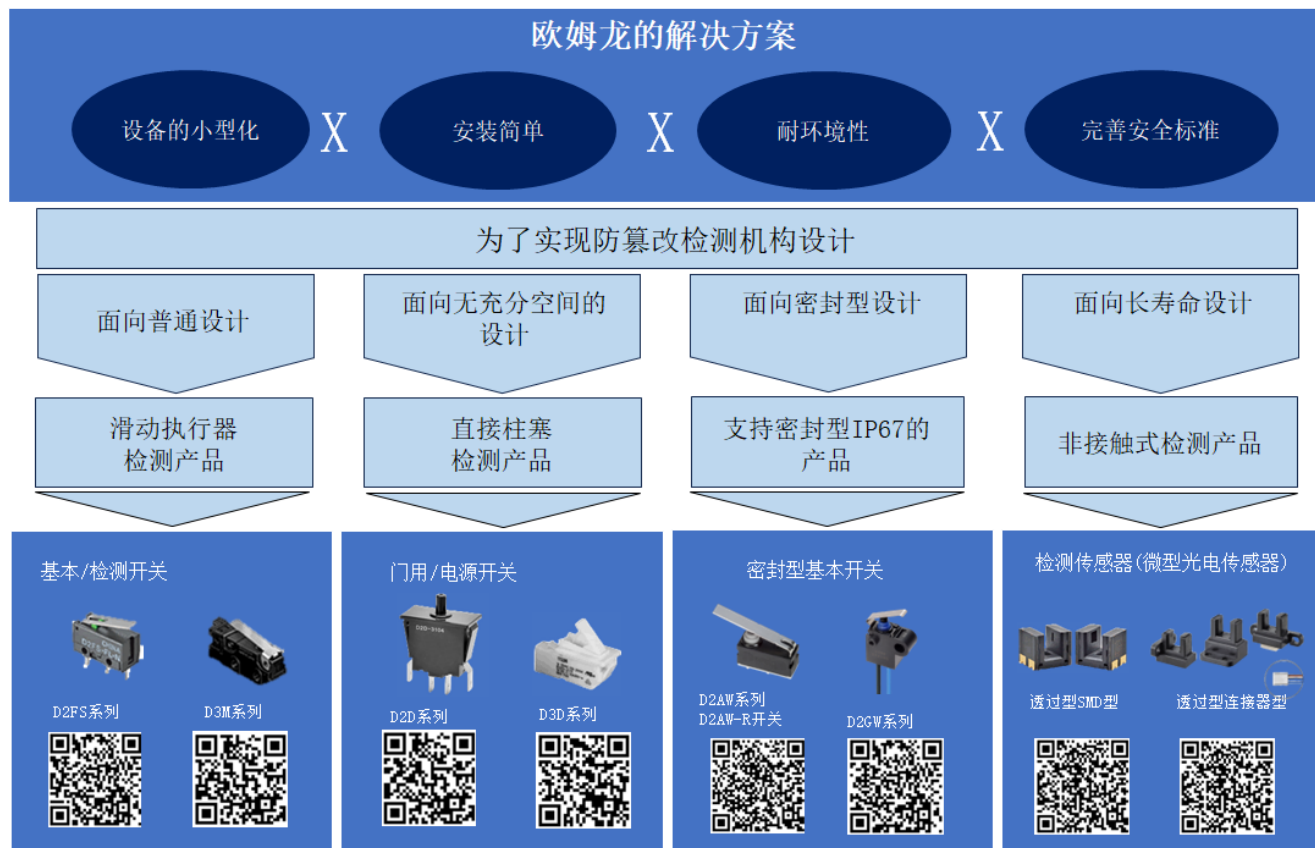 欧姆龙的解决方案
设备的小型化 X 安装简单 X 耐环境性 X 完善安全标准
为了实现防篡改检测机构设计
面向普通设计
面向无充分空间的
设计
面向密封型设计
面向长寿命设计
滑动执行器
检测产品
直接柱塞
检测产品
支持密封型IP67的
产品
非接触式检测产品
基本/检测开关
D2FS系列
D3M系列
门用/电源开关
D2D系列
D3D系列
密封型基本开关
D2AW系列
D2AW-R开关
D2GW系列
检测传感器(微型光电传感器)
透过型SMD型
透过型连接器型